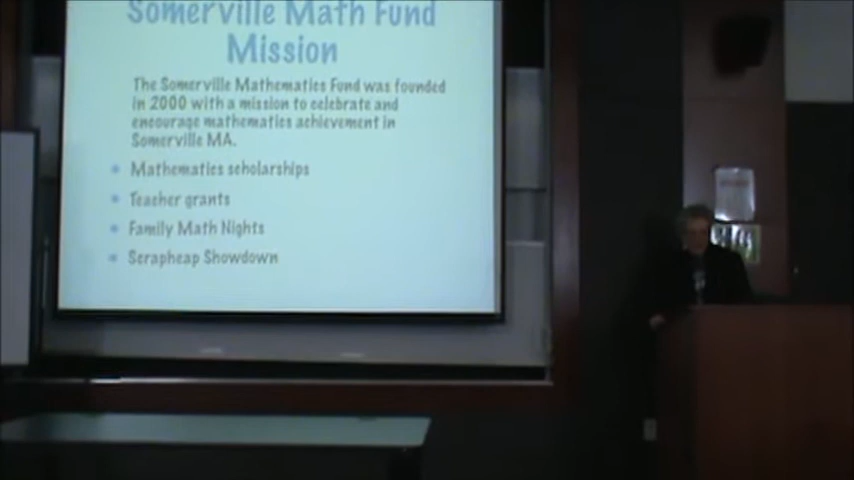 Somerville Math Fund
Mission
The Somerville Mathematics Fund was founded
in 2000 with a mission to celebrate and
encourage mathematics achievement in
Somerville MA.
Mathematics scholarships
Teacher grants
Family Math Nights
Scrapheap Showdown